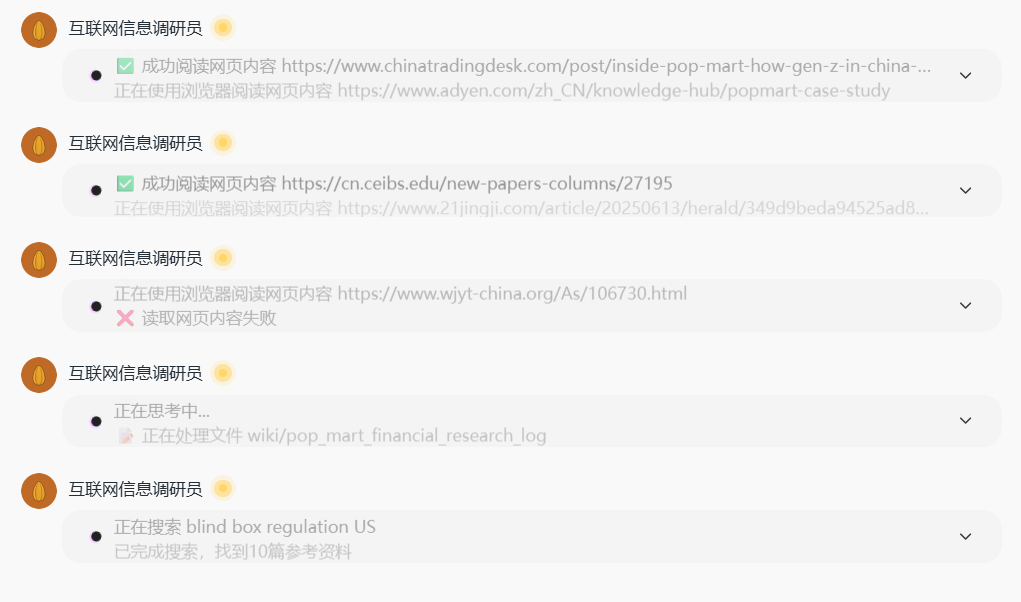 互联网信息调研员
✅ 成功阅读网页内容 https://www.chinatradingdesk.com/post/inside-pop-mart-how-gen-z-in-china-...
正在使用浏览器阅读网页内容 https://www.adyen.com/zh_CN/knowledge-hub/popmart-case-study
互联网信息调研员
✅ 成功阅读网页内容 https://cn.ceibs.edu/new-papers-columns/27195
正在使用浏览器阅读网页内容 https://www.21jingji.com/article/20250613/herald/349d9beda94525ad8...
互联网信息调研员
正在使用浏览器阅读网页内容 https://www.wjyt-china.org/As/106730.html
❌ 读取网页内容失败
互联网信息调研员
正在思考中...
📝 正在处理文件 wiki/pop_mart_financial_research_log
互联网信息调研员
正在搜索 blind box regulation US
已完成搜索，找到10篇参考资料